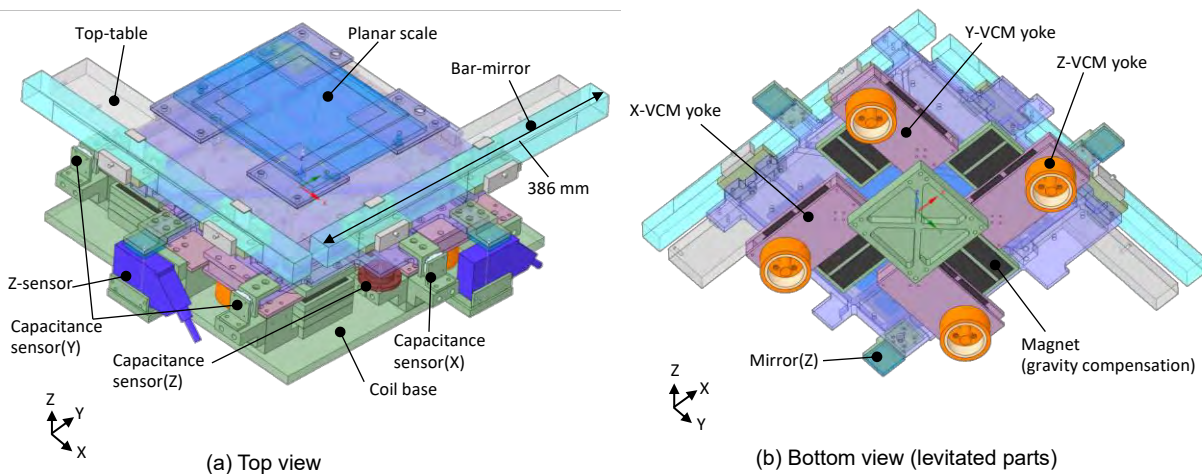 Top-table
Planar scale
Bar-mirror
386 mm
Z-sensor
Capacitance
sensor(Y)
Capacitance
sensor(Z)
Coil base
Capacitance
sensor(X)
Z
Y
X
(a) Top view
Y-VCM yoke
Z-VCM yoke
X-VCM yoke
Mirror(Z)
Magnet
(gravity compensation)
Z
X
Y
(b) Bottom view (levitated parts)